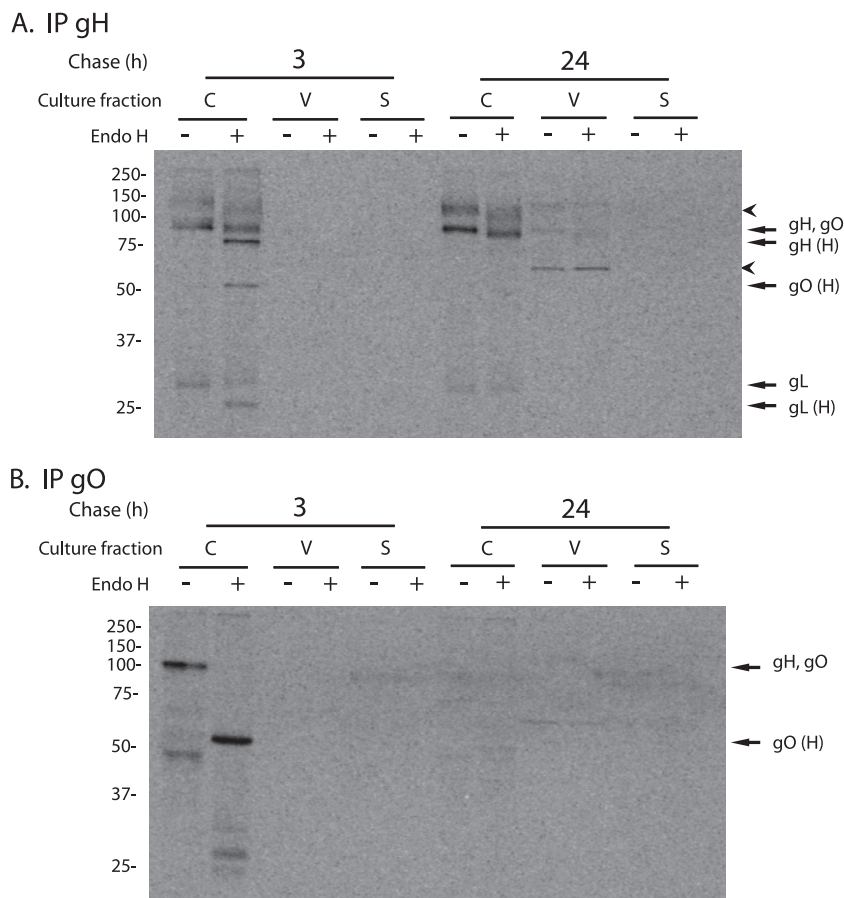 A. IP gH
Chase (h) 3 24
Culture fraction C V S C V S
Endo H - + - + - + - + - + - +
250-
150-
100-
gH, gO
75-
gH (H)
50-
gO (H)
37-
gL
25-
gL (H)
B. IP gO
Chase (h) 3 24
Culture fraction C V S C V S
Endo H - + - + - + - + - + - +
250-
150-
100-
gH, gO
75-
50-
gO (H)
37-
25-